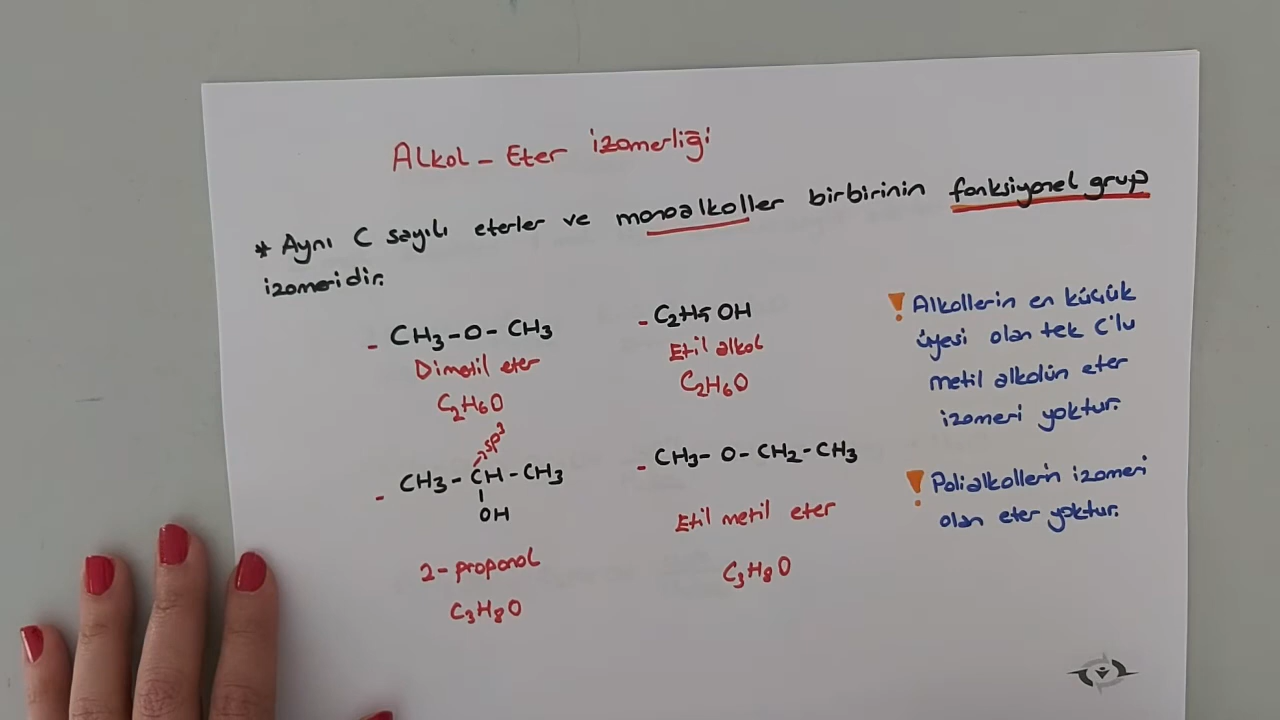 Alkol - Eter izomerliği
* Aynı C sayılı eterler ve monoalkoller birbirinin fonksiyonel grup
izomeridir.
- CH₃-O-CH₃
Dimetil eter
C₂H₆O
- C₂H₅OH
Etil alkol
C₂H₆O
sp³
- CH₃-CH-CH₃
OH
2-propanol
C₃H₈O
- CH₃-O-CH₂-CH₃
Etil metil eter
C₃H₈O
! Alkollerin en küçük
üyesi olan tek C'lu
metil alkolün eter
izomeri yoktur.
! Polialkollerin izomeri
olan eter yoktur.